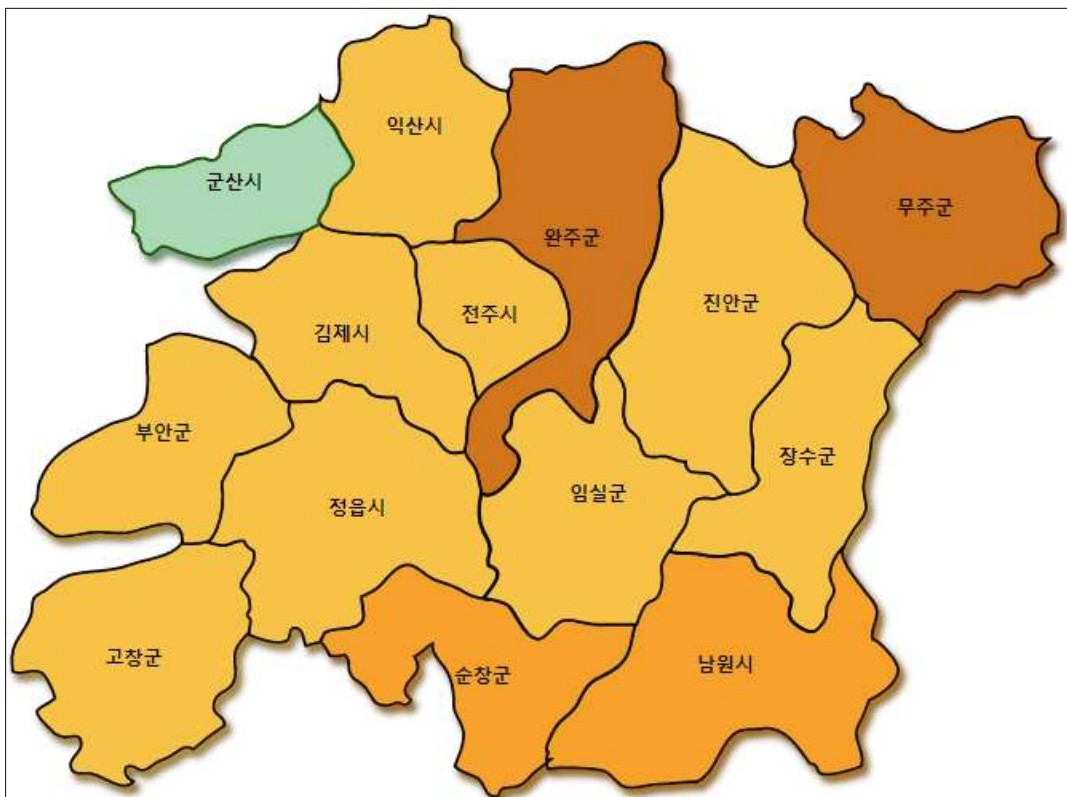 익산시
군산시
무주군
완주군
진안군
전주시
김제시
부안군
장수군
임실군
정읍시
고창군
순창군
남원시